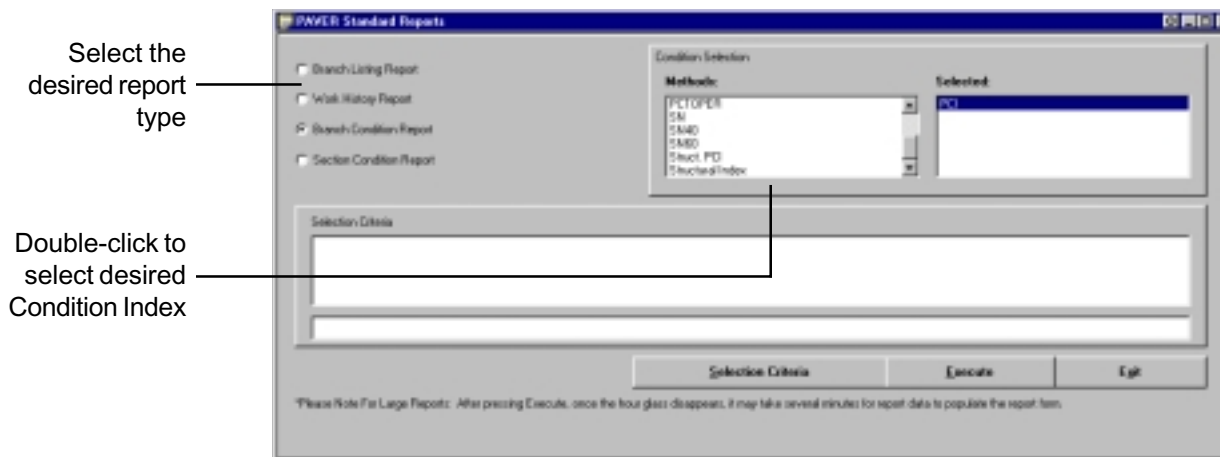 PAVER Standard Reports
Select the
desired report
type
Branch Listing Report
Work History Report
Branch Condition Report
Section Condition Report
Condition Selection
Methods:
PCTOPER
SN
SN40
SN60
Struct. PCI
Structural Index
Selected:
PCI
Double-click to
select desired
Condition Index
Selection Criteria
Selection Criteria
Execute
Exit
*Please Note For Large Reports: After pressing Execute, once the hour glass disappears, it may take several minutes for report data to populate the report form.